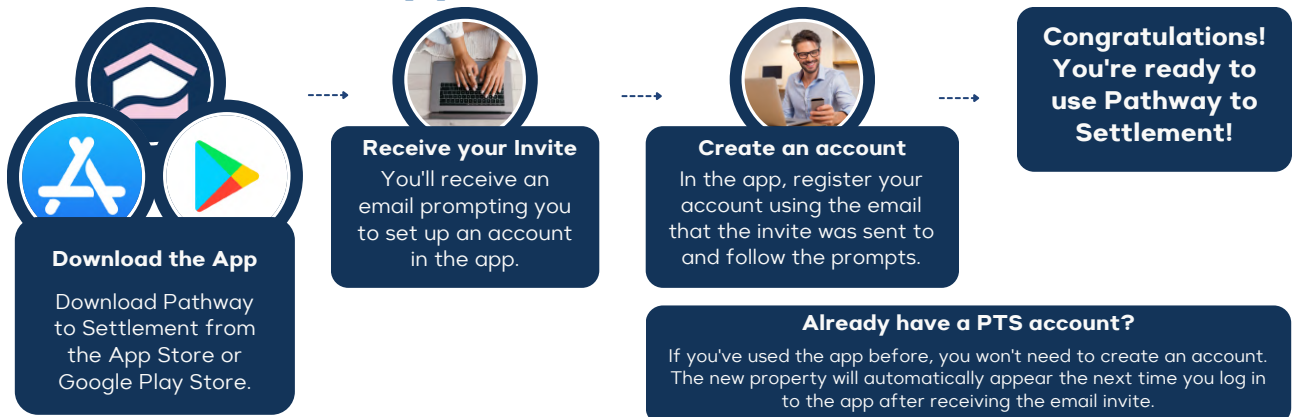 Download the App
Download Pathway
to Settlement from
the App Store or
Google Play Store.
Receive your Invite
You'll receive an
email prompting you
to set up an account
in the app.
Create an account
In the app, register your
account using the email
that the invite was sent to
and follow the prompts.
Congratulations!
You're ready to
use Pathway to
Settlement!
Already have a PTS account?
If you've used the app before, you won't need to create an account.
The new property will automatically appear the next time you log in
to the app after receiving the email invite.